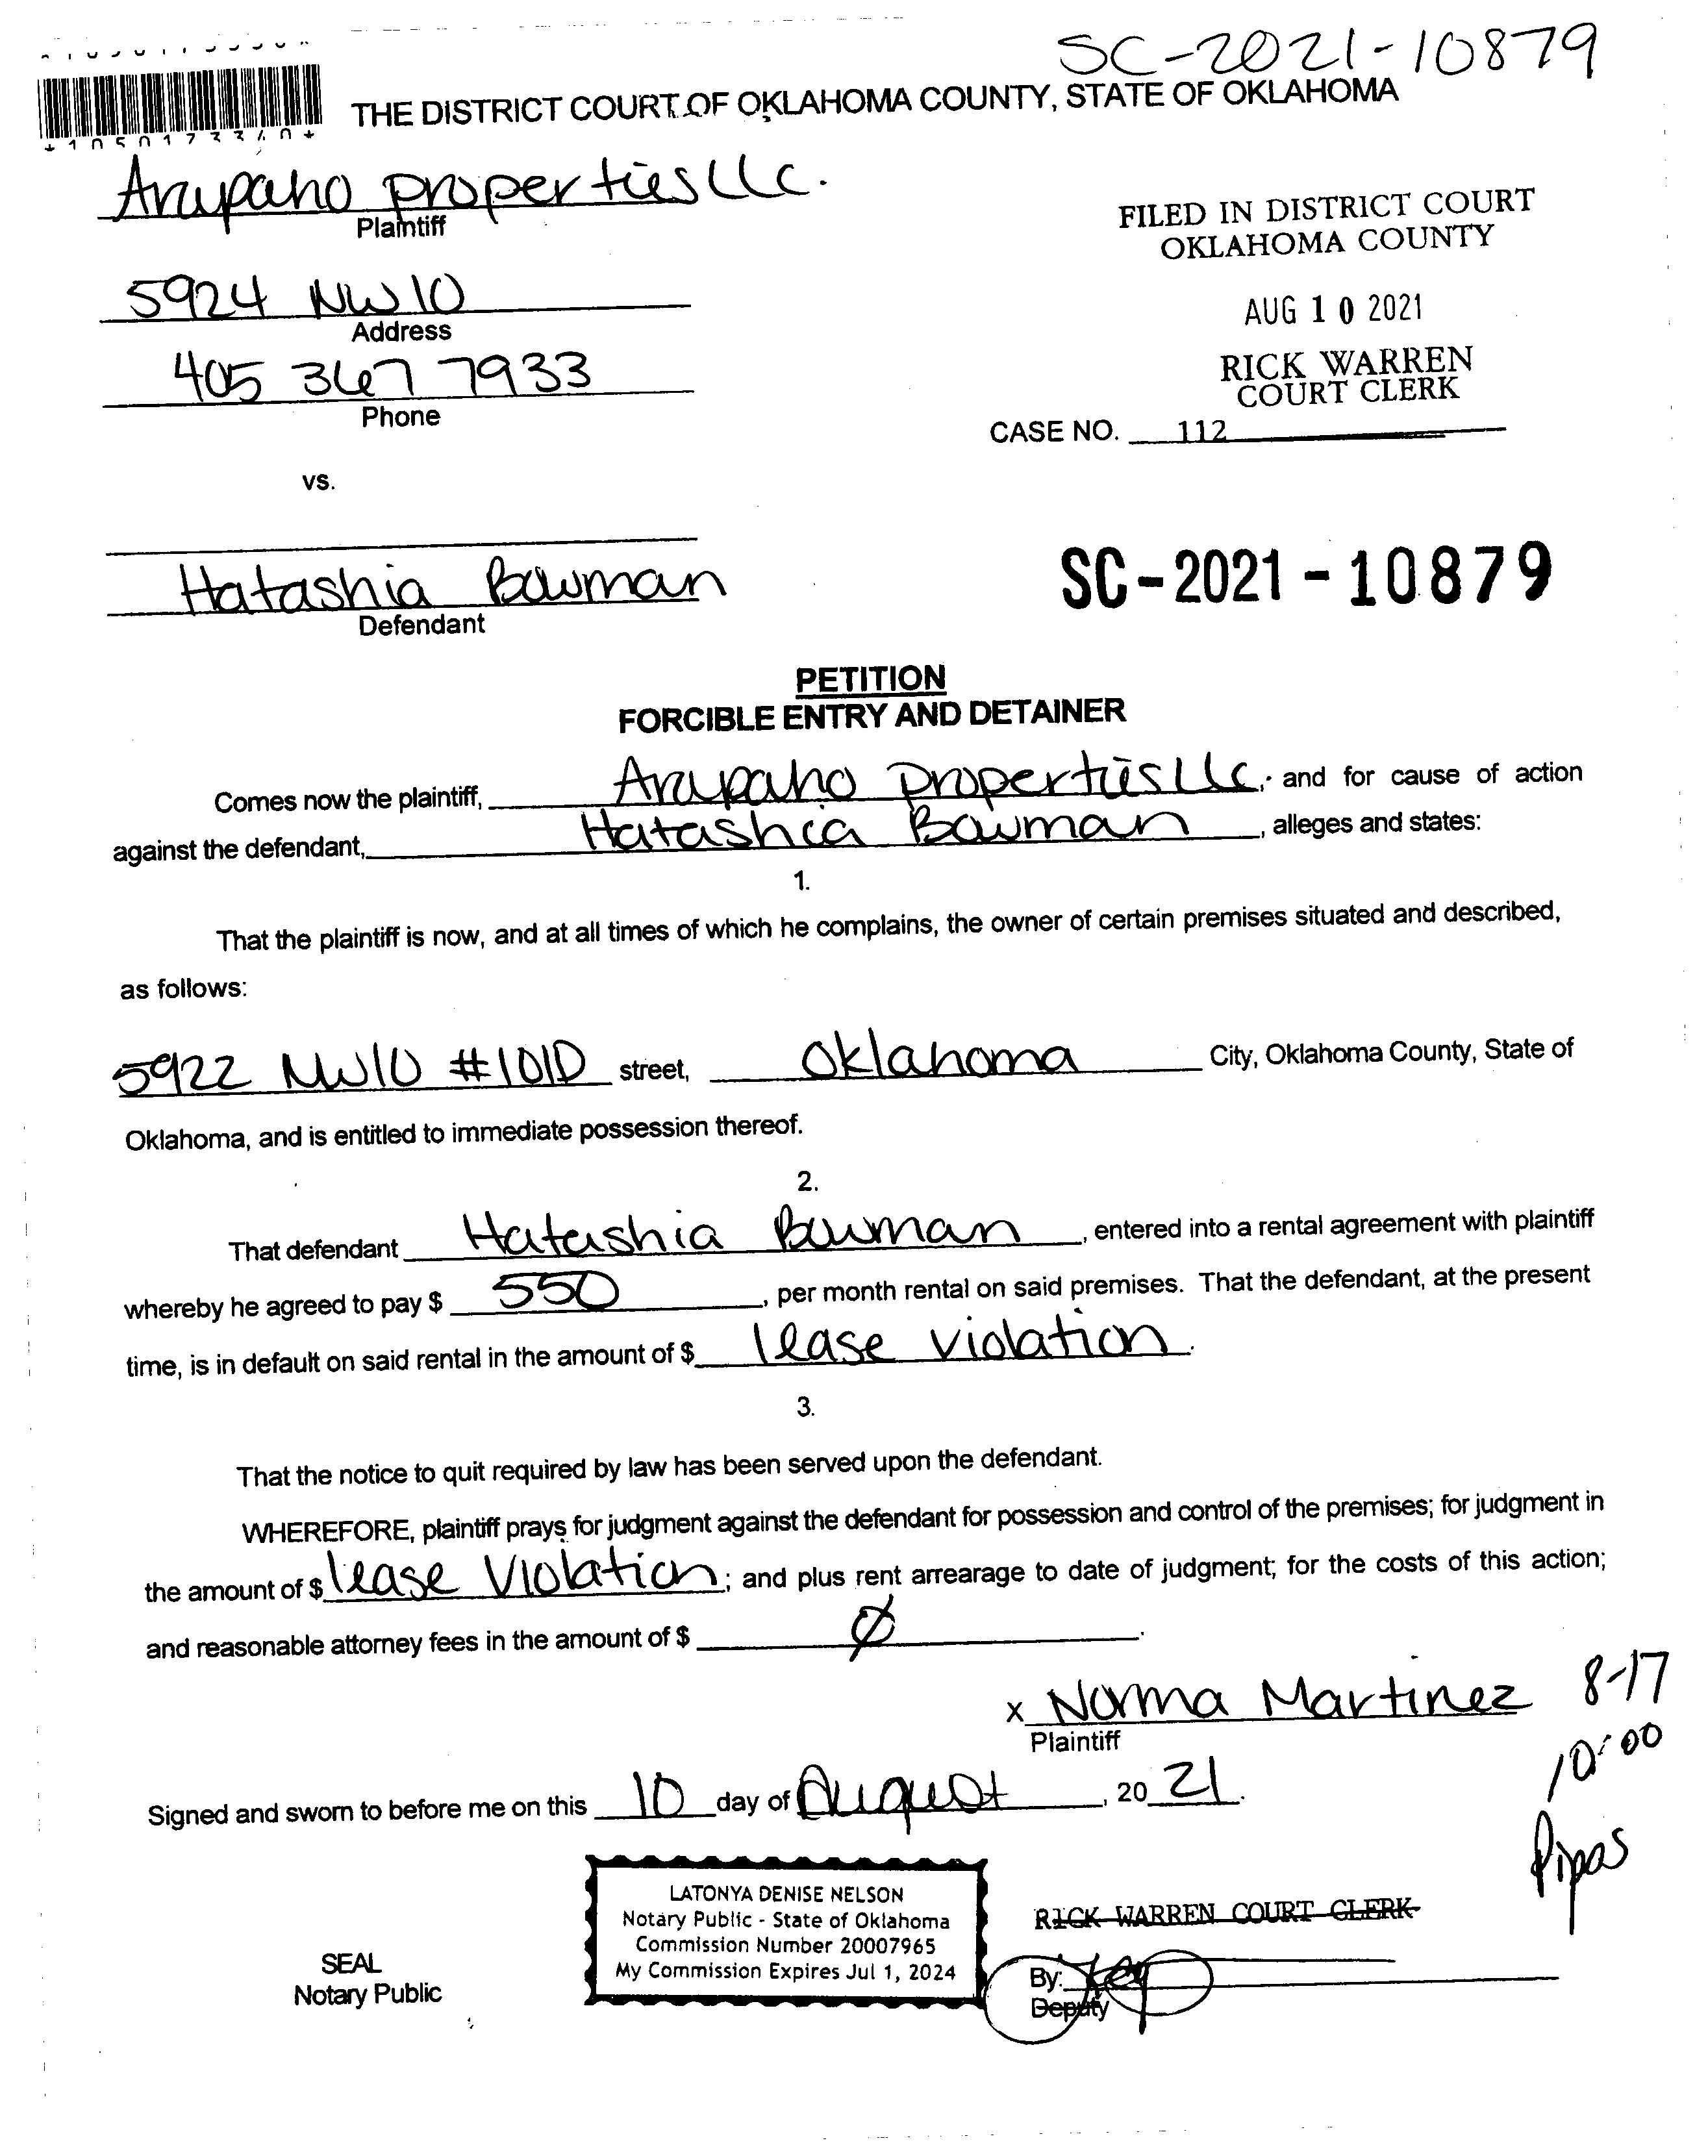 SC-2021-10879
THE DISTRICT COURT OF OKLAHOMA COUNTY, STATE OF OKLAHOMA
Arapaho properties LLC.
Plaintiff
FILED IN DISTRICT COURT
OKLAHOMA COUNTY
5924 NW 10
Address
AUG 10 2021
405 367 7933
Phone
RICK WARREN
COURT CLERK
CASE NO. 112
vs.
Hatashia Bowman
Defendant
SC-2021-10879
PETITION
FORCIBLE ENTRY AND DETAINER
Comes now the plaintiff, Arapaho properties LLC, and for cause of action
against the defendant, Hatashia Bowman, alleges and states:
1.
That the plaintiff is now, and at all times of which he complains, the owner of certain premises situated and described,
as follows:
5922 NW 10 #101D street, Oklahoma City, Oklahoma County, State of
Oklahoma, and is entitled to immediate possession thereof.
2.
That defendant Hatashia Bowman, entered into a rental agreement with plaintiff
whereby he agreed to pay $ 550, per month rental on said premises. That the defendant, at the present
time, is in default on said rental in the amount of $ lease violation.
3.
That the notice to quit required by law has been served upon the defendant.
WHEREFORE, plaintiff prays for judgment against the defendant for possession and control of the premises; for judgment in
the amount of $ lease violation; and plus rent arrearage to date of judgment; for the costs of this action;
and reasonable attorney fees in the amount of $ Ø.
x Norma Martinez
Plaintiff
8-17
10:00
Pipas
Signed and sworn to before me on this 10 day of August, 20 21.
LATONYA DENISE NELSON
Notary Public - State of Oklahoma
Commission Number 20007965
My Commission Expires Jul 1, 2024
SEAL
Notary Public
RICK WARREN COURT CLERK
By:
Deputy